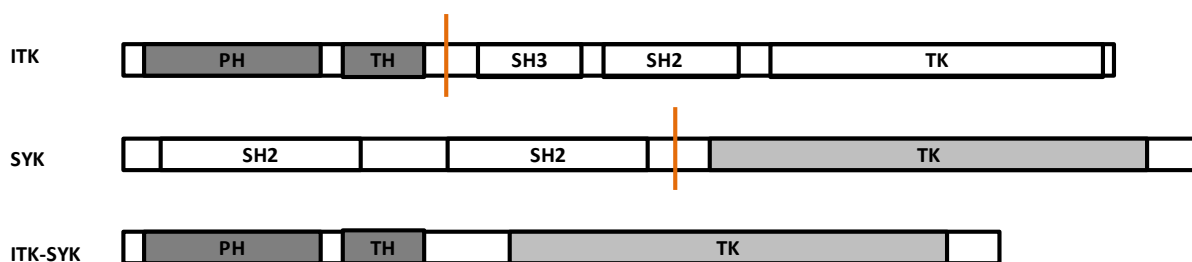 ITK PH TH SH3 SH2 TK
SYK SH2 SH2 TK
ITK-SYK PH TH TK